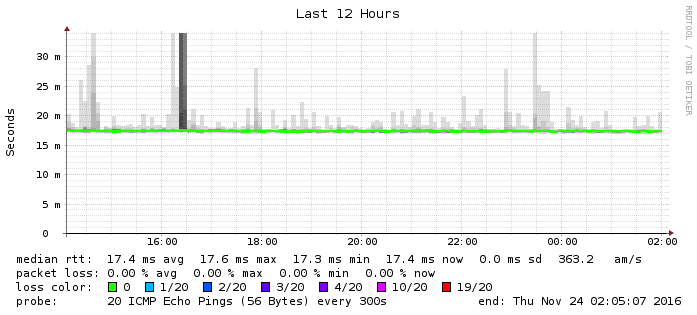 Last 12 Hours
RRDTOOL / TOBI OETIKER
Seconds
30 m
25 m
20 m
15 m
10 m
5 m
0
16:00 18:00 20:00 22:00 00:00 02:00
median rtt: 17.4 ms avg 17.6 ms max 17.3 ms min 17.4 ms now 0.0 ms sd 363.2 am/s
packet loss: 0.00 % avg 0.00 % max 0.00 % min 0.00 % now
loss color: 0 1/20 2/20 3/20 4/20 10/20 19/20
probe: 20 ICMP Echo Pings (56 Bytes) every 300s end: Thu Nov 24 02:05:07 2016